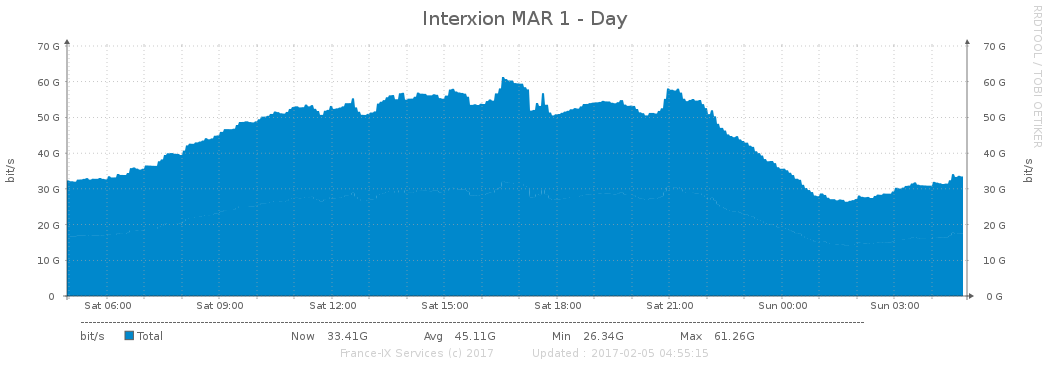 Interxion MAR 1 - Day
RRDTOOL / TOBI OETIKER
70 G 70 G
60 G 60 G
50 G 50 G
40 G 40 G
30 G 30 G
20 G 20 G
10 G 10 G
0 0 G
bit/s bit/s
Sat 06:00 Sat 09:00 Sat 12:00 Sat 15:00 Sat 18:00 Sat 21:00 Sun 00:00 Sun 03:00
bit/s Total Now 33.41G Avg 45.11G Min 26.34G Max 61.26G
France-IX Services (c) 2017 Updated : 2017-02-05 04:55:15